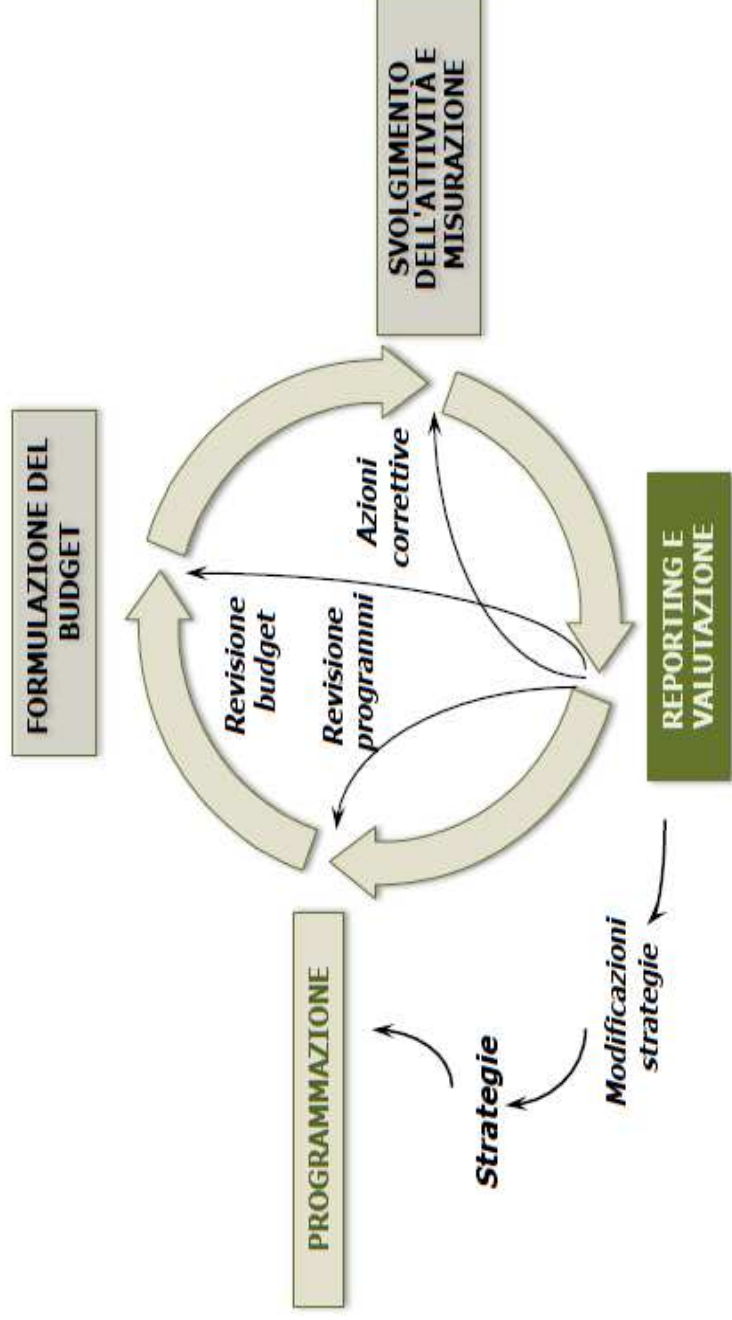 FORMULAZIONE DEL
BUDGET
SVOLGIMENTO
DELL'ATTIVITÀ E
MISURAZIONE
PROGRAMMAZIONE
Revisione
budget
Azioni
correttive
Revisione
programmi
Strategie
Modificazioni
strategie
REPORTING E
VALUTAZIONE